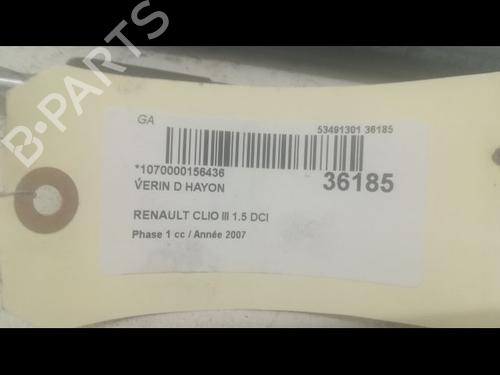 GA
53491301 36185
*1070000156436
VERIN D HAYON
36185
RENAULT CLIO III 1.5 DCI
Phase 1 cc / Année 2007
B-PARTS